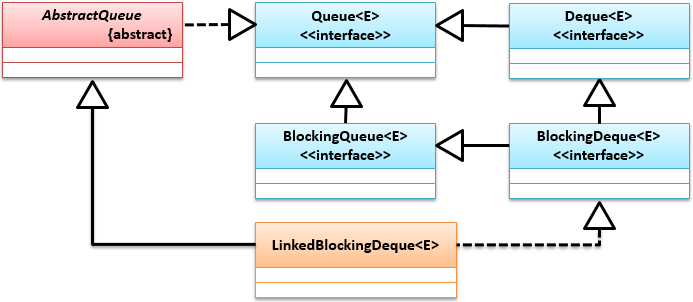 AbstractQueue
{abstract}
Queue<E>
<<interface>>
Deque<E>
<<interface>>
BlockingQueue<E>
<<interface>>
BlockingDeque<E>
<<interface>>
LinkedBlockingDeque<E>